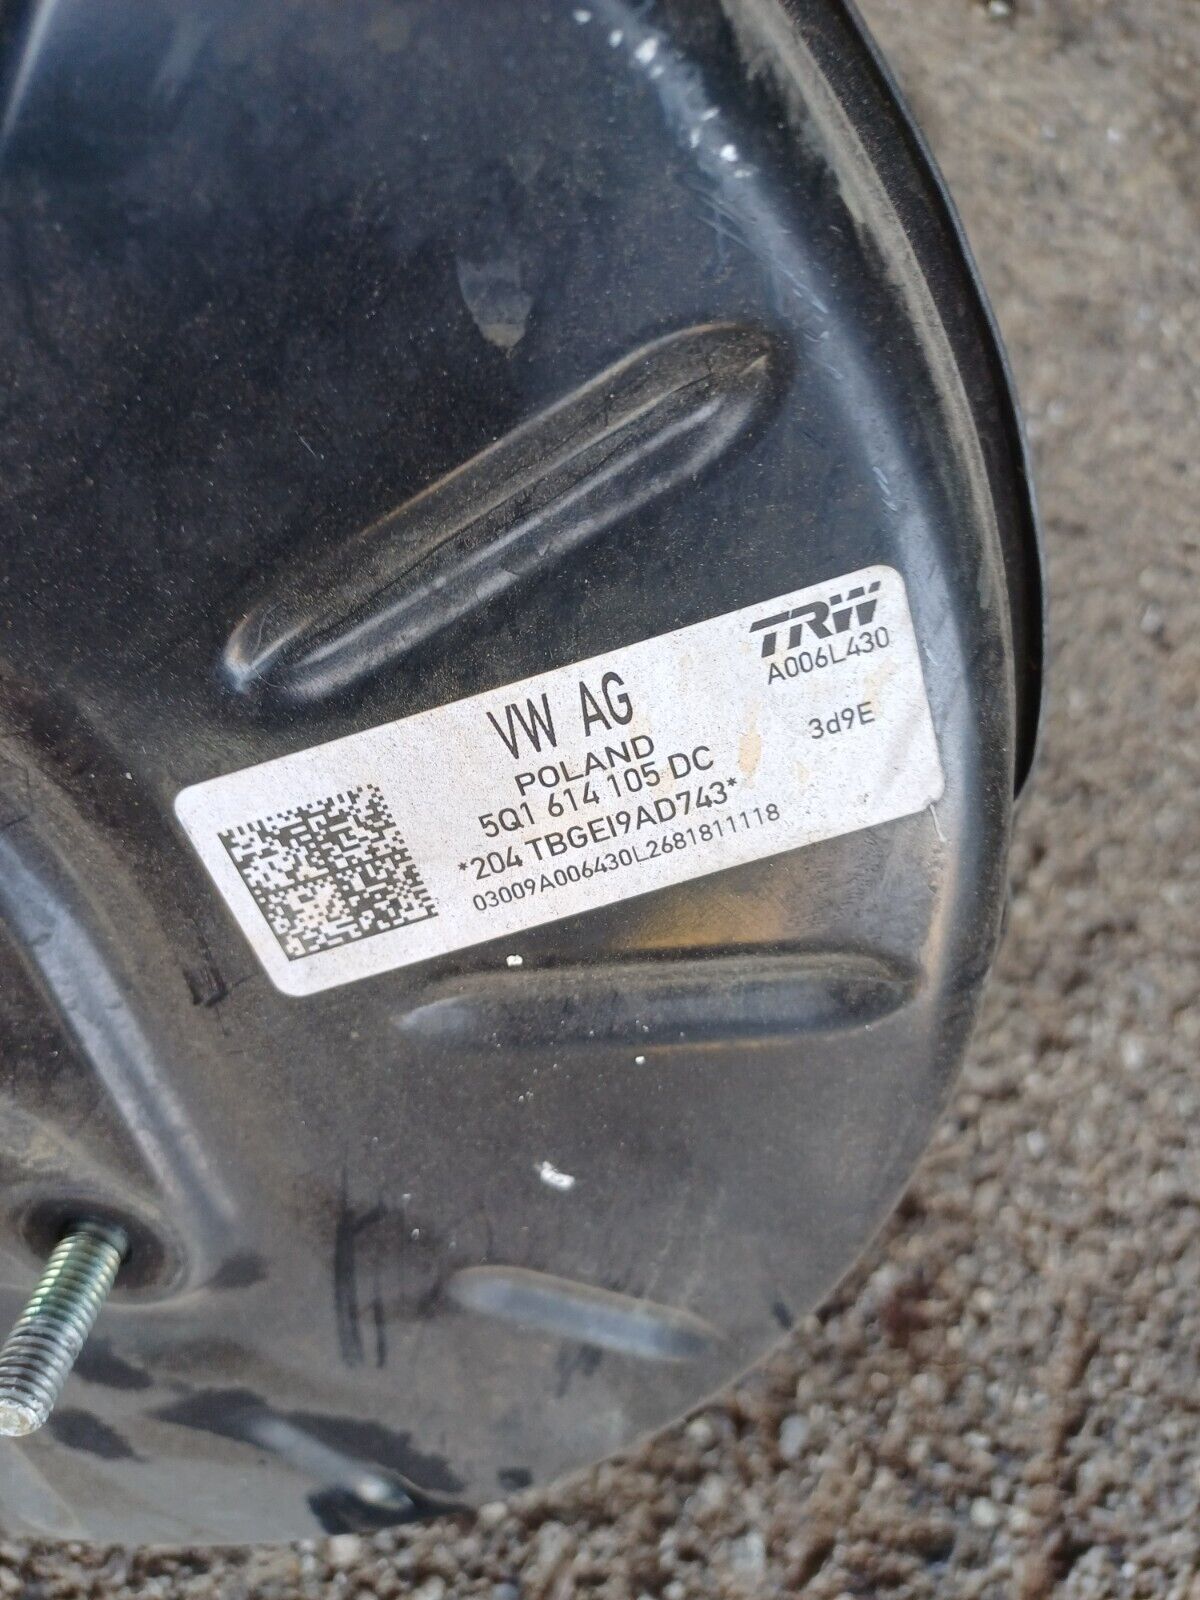 TRW
A006L430
VW AG
3d9E
POLAND
5Q1 614 105 DC
*204 TBGEI9AD743*
03009A006430L2681811118